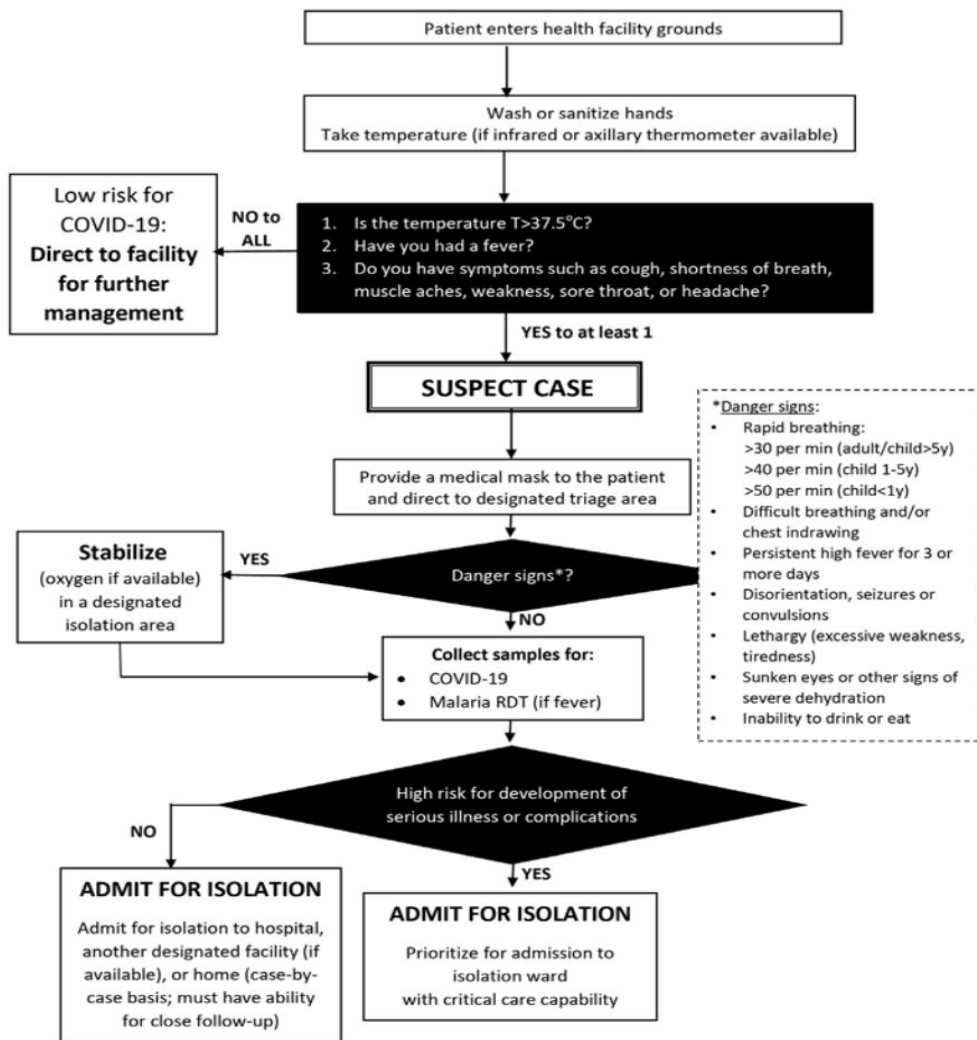 Patient enters health facility grounds
Wash or sanitize hands
Take temperature (if infrared or axillary thermometer available)
Low risk for
COVID-19:
Direct to facility
for further
management
NO to
ALL
1. Is the temperature T>37.5°C?
2. Have you had a fever?
3. Do you have symptoms such as cough, shortness of breath,
muscle aches, weakness, sore throat, or headache?
YES to at least 1
SUSPECT CASE
Provide a medical mask to the patient
and direct to designated triage area
*Danger signs:
• Rapid breathing:
>30 per min (adult/child>5y)
>40 per min (child 1-5y)
>50 per min (child<1y)
• Difficult breathing and/or
chest indrawing
• Persistent high fever for 3 or
more days
• Disorientation, seizures or
convulsions
• Lethargy (excessive weakness,
tiredness)
• Sunken eyes or other signs of
severe dehydration
• Inability to drink or eat
Danger signs*?
YES
Stabilize
(oxygen if available)
in a designated
isolation area
NO
Collect samples for:
• COVID-19
• Malaria RDT (if fever)
High risk for development of
serious illness or complications
NO
ADMIT FOR ISOLATION
Admit for isolation to hospital,
another designated facility (if
available), or home (case-by-
case basis; must have ability
for close follow-up)
YES
ADMIT FOR ISOLATION
Prioritize for admission to
isolation ward
with critical care capability